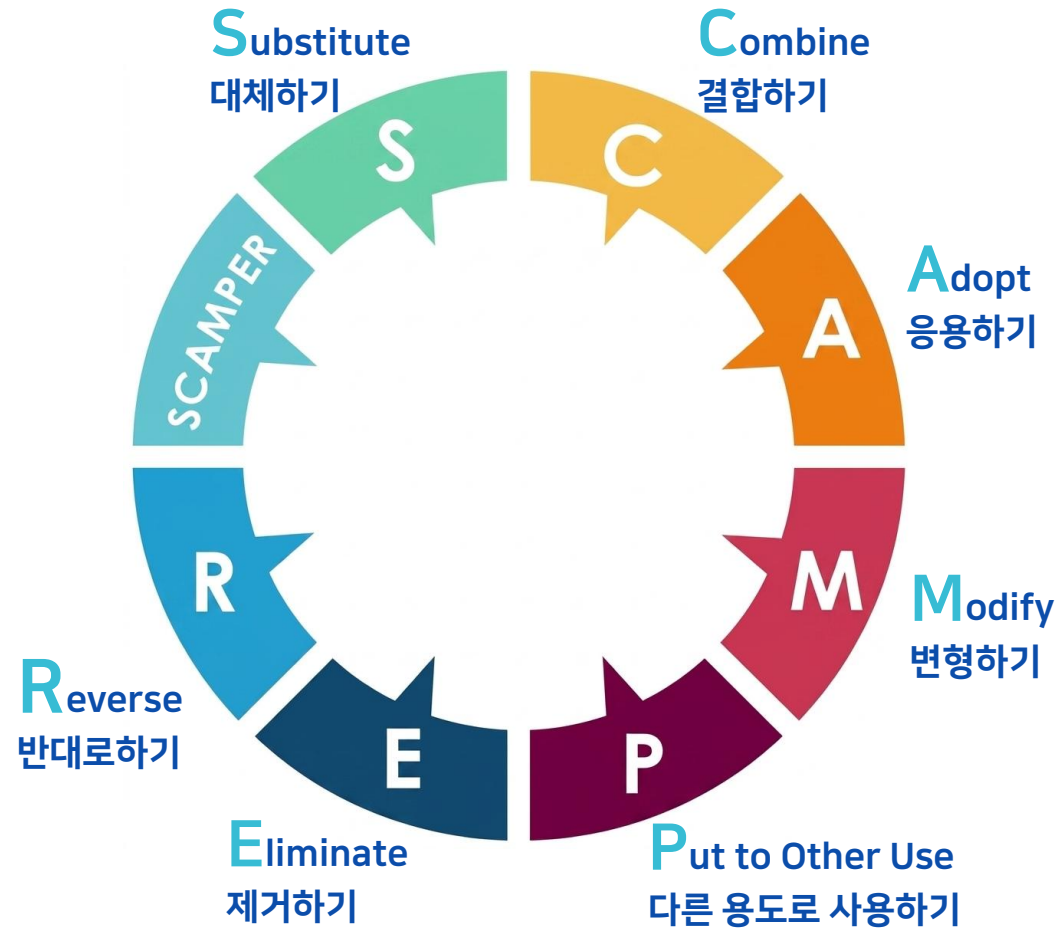 Substitute
대체하기
Combine
결합하기
S
C
SCAMPER
A
Adopt
응용하기
R
M
Modify
변형하기
Reverse
반대로하기
E
P
Eliminate
제거하기
Put to Other Use
다른 용도로 사용하기